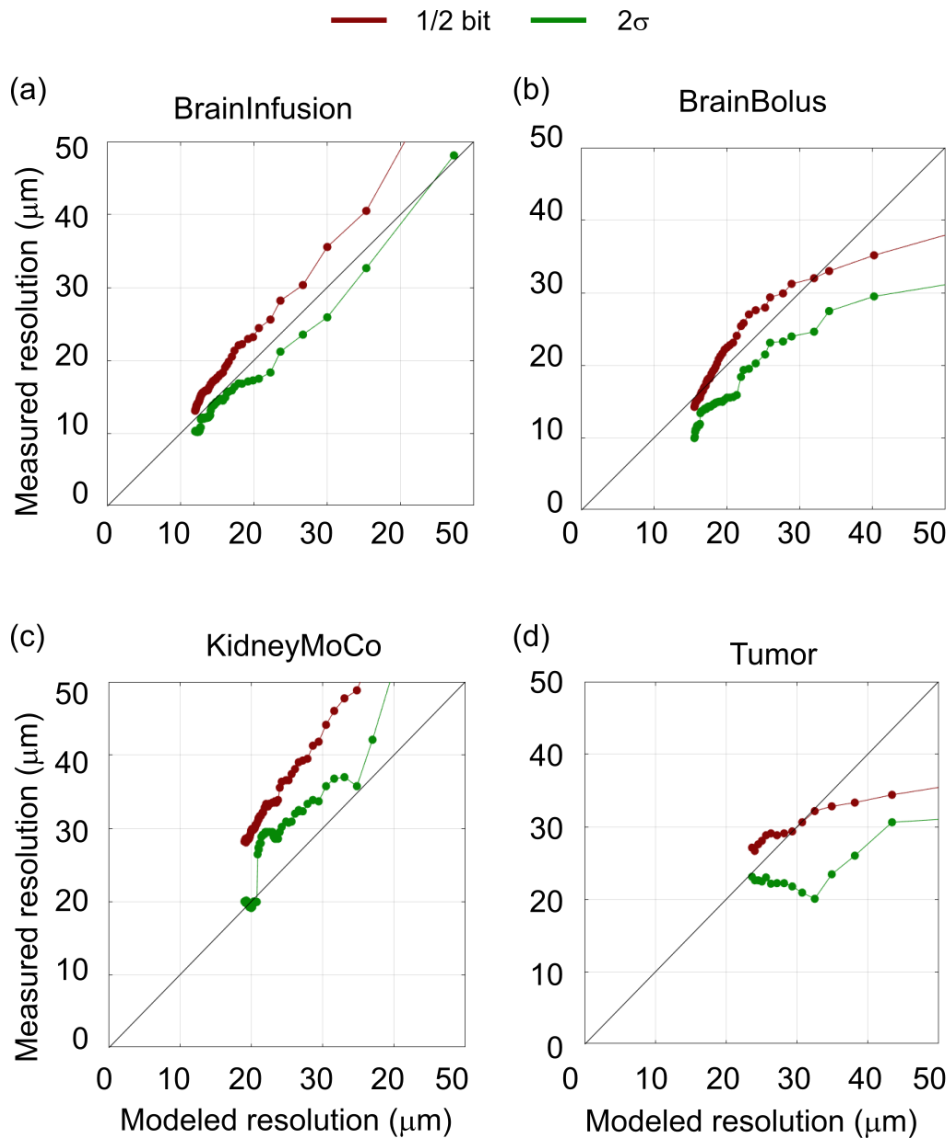 1/2 bit 2σ
(a) BrainInfusion
50
40
30
20
10
0
Measured resolution (μm)
0 10 20 30 20 50
(b) BrainBolus
50
40
30
20
10
0
0 10 20 30 40 50
(c) KidneyMoCo
50
40
30
20
10
0
Measured resolution (μm)
0 10 20 30 20 50
Modeled resolution (μm)
(d) Tumor
50
40
30
20
10
0
0 10 20 30 40 50
Modeled resolution (μm)